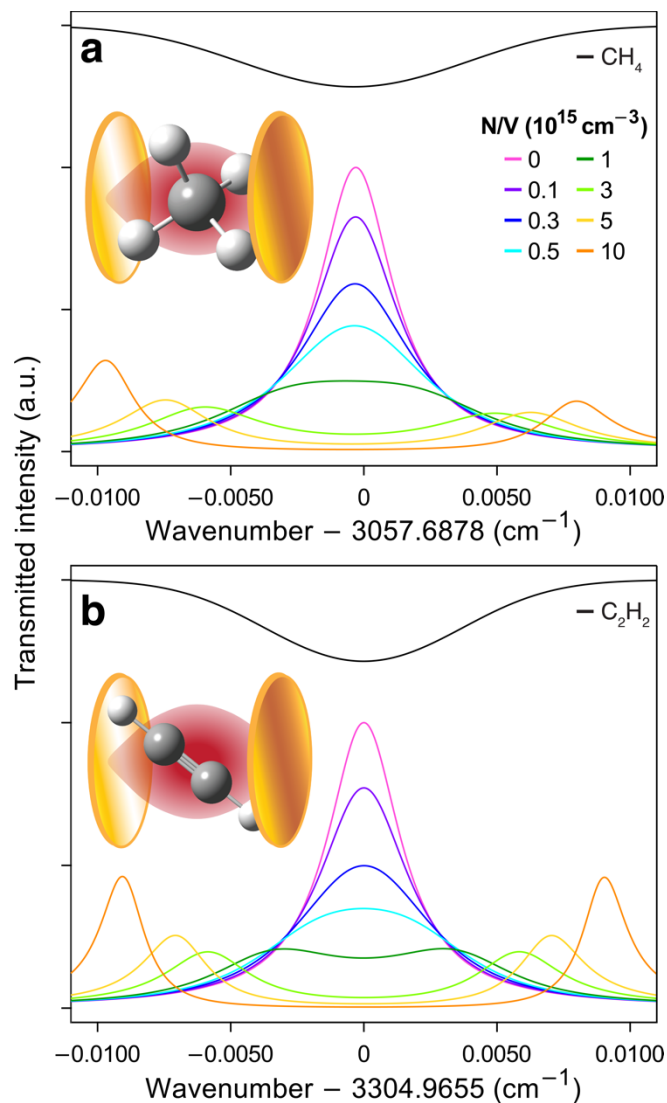 a
— CH₄
N/V (10¹⁵ cm⁻³)
0 1
0.1 3
0.3 5
0.5 10
Transmitted intensity (a.u.)
−0.0100 −0.0050 0 0.0050 0.0100
Wavenumber – 3057.6878 (cm⁻¹)
b
— C₂H₂
−0.0100 −0.0050 0 0.0050 0.0100
Wavenumber – 3304.9655 (cm⁻¹)